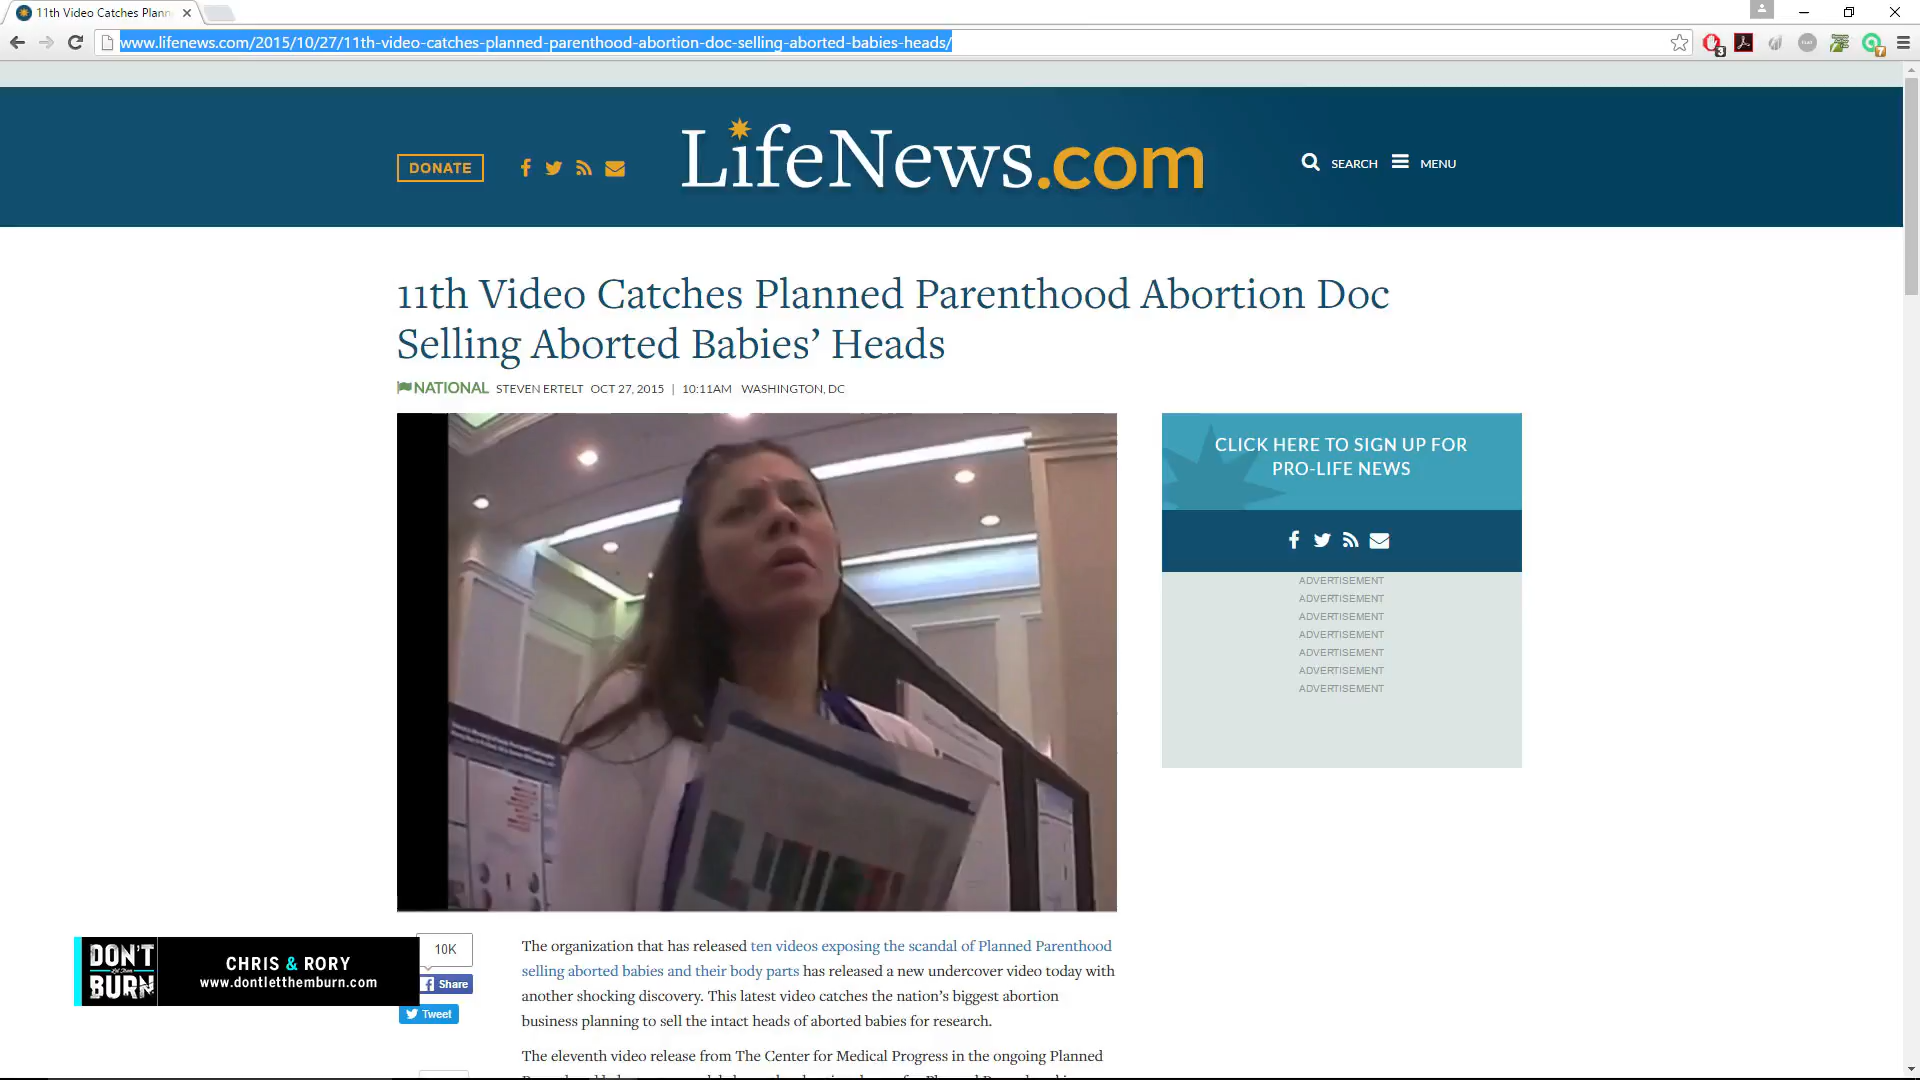 11th Video Catches Plann
www.lifenews.com/2015/10/27/11th-video-catches-planned-parenthood-abortion-doc-selling-aborted-babies-heads/
3
7
DONATE
LifeNews.com
SEARCH
MENU
11th Video Catches Planned Parenthood Abortion Doc
Selling Aborted Babies’ Heads
NATIONAL STEVEN ERTELT OCT 27, 2015 | 10:11AM WASHINGTON, DC
CLICK HERE TO SIGN UP FOR
PRO-LIFE NEWS
ADVERTISEMENT
ADVERTISEMENT
ADVERTISEMENT
ADVERTISEMENT
ADVERTISEMENT
ADVERTISEMENT
ADVERTISEMENT
10K
Share
Tweet
The organization that has released ten videos exposing the scandal of Planned Parenthood
selling aborted babies and their body parts has released a new undercover video today with
another shocking discovery. This latest video catches the nation’s biggest abortion
business planning to sell the intact heads of aborted babies for research.
The eleventh video release from The Center for Medical Progress in the ongoing Planned
DON'T
Let Them
BURN
CHRIS & RORY
www.dontletthemburn.com